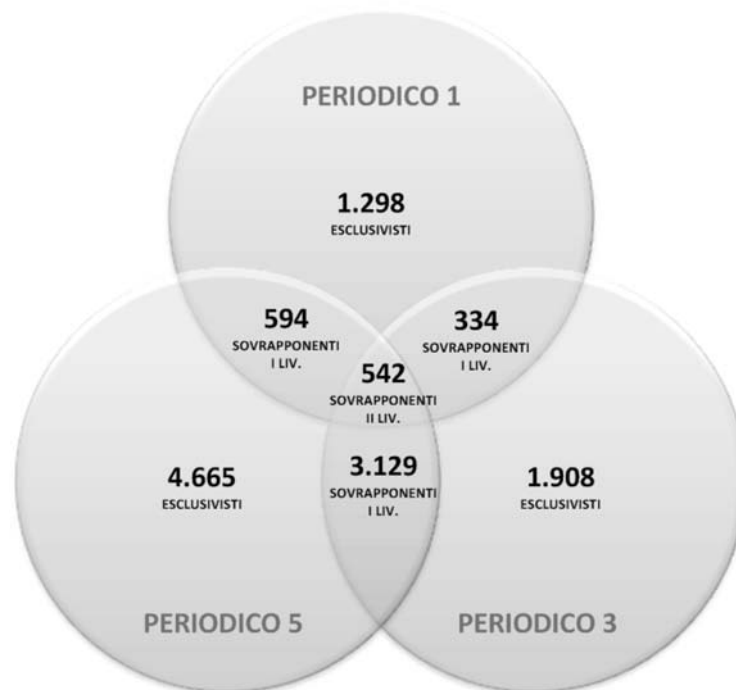 PERIODICO 1
1.298
ESCLUSIVISTI
594
SOVRAPPONENTI
I LIV.
334
SOVRAPPONENTI
I LIV.
542
SOVRAPPONENTI
II LIV.
4.665
ESCLUSIVISTI
3.129
SOVRAPPONENTI
I LIV.
1.908
ESCLUSIVISTI
PERIODICO 5
PERIODICO 3